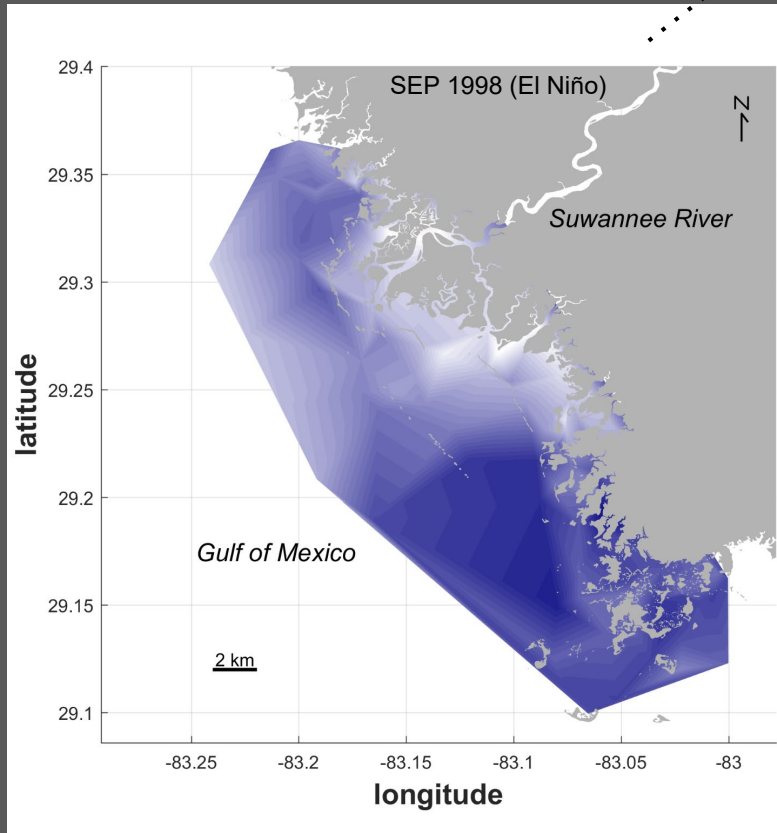 SEP 1998 (El Niño)
N
Suwannee River
Gulf of Mexico
2 km
29.4
29.35
29.3
29.25
29.2
29.15
29.1
latitude
-83.25
-83.2
-83.15
-83.1
-83.05
-83
longitude